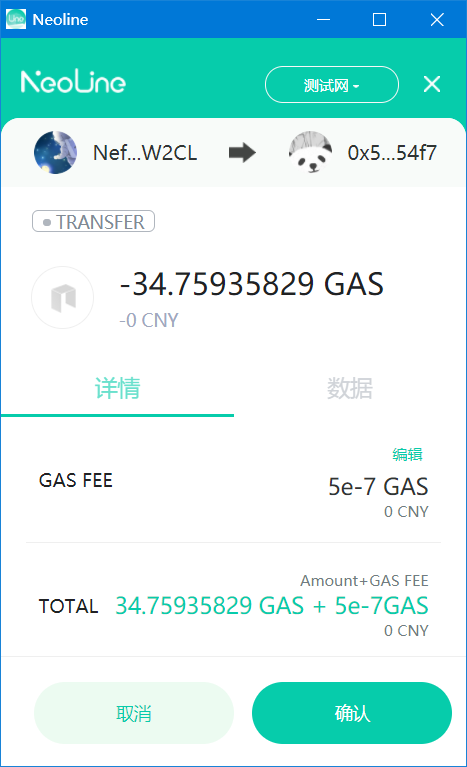 Neoline
NeoLine
测试网
Nef...W2CL
0x5...54f7
TRANSFER
-34.75935829 GAS
-0 CNY
详情
数据
编辑
GAS FEE
5e-7 GAS
0 CNY
Amount+GAS FEE
TOTAL
34.75935829 GAS + 5e-7GAS
0 CNY
取消
确认